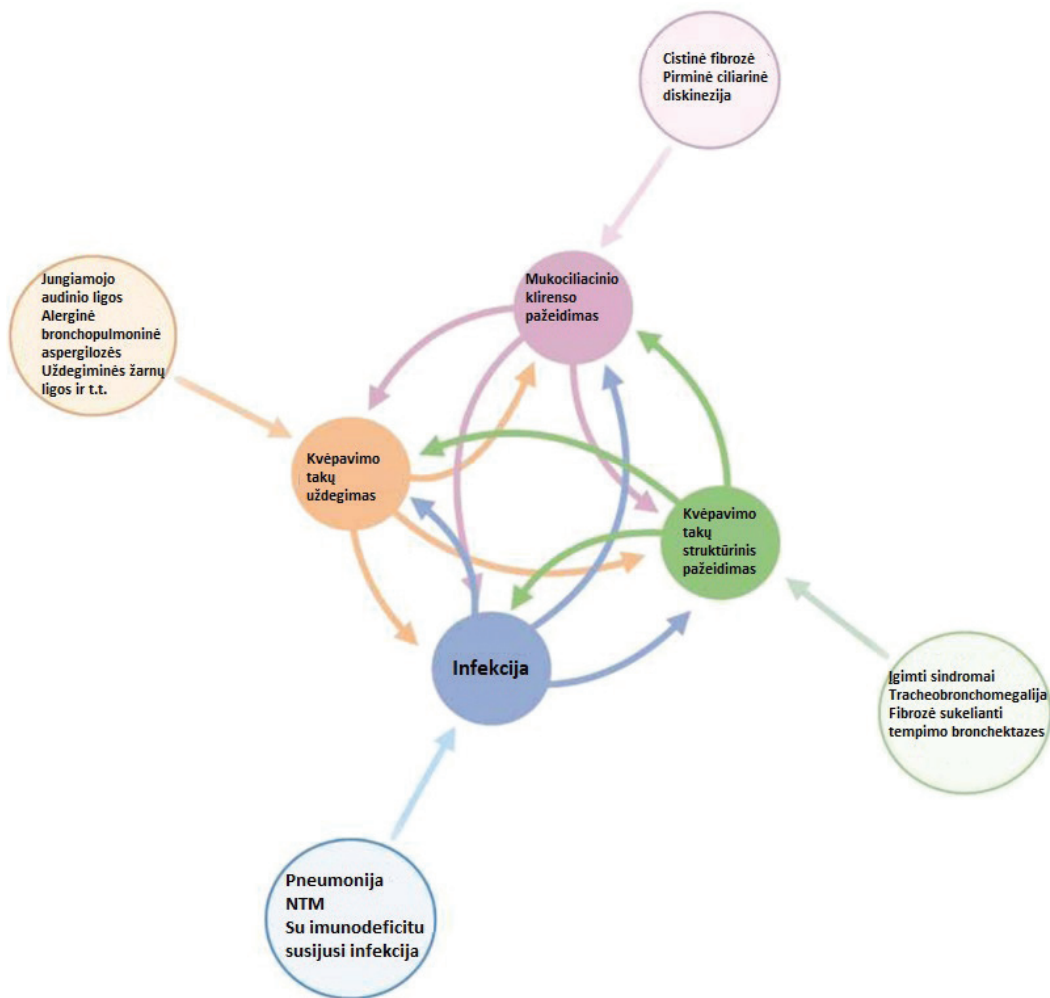 Cistinė fibrozė
Pirminė ciliarinė
diskinezija
Mukociliacinio
klirenso
pažeidimas
Jungiamojo
audinio ligos
Alerginė
bronchopulmoninė
aspergilozės
Uždegiminės žarnų
ligos ir t.t.
Kvėpavimo
takų
uždegimas
Kvėpavimo
takų
struktūrinis
pažeidimas
Infekcija
Įgimti sindromai
Tracheobronchomegalija
Fibrozė sukelianti
tempimo bronchektazes
Pneumonija
NTM
Su imunodeficitu
susijusi infekcija